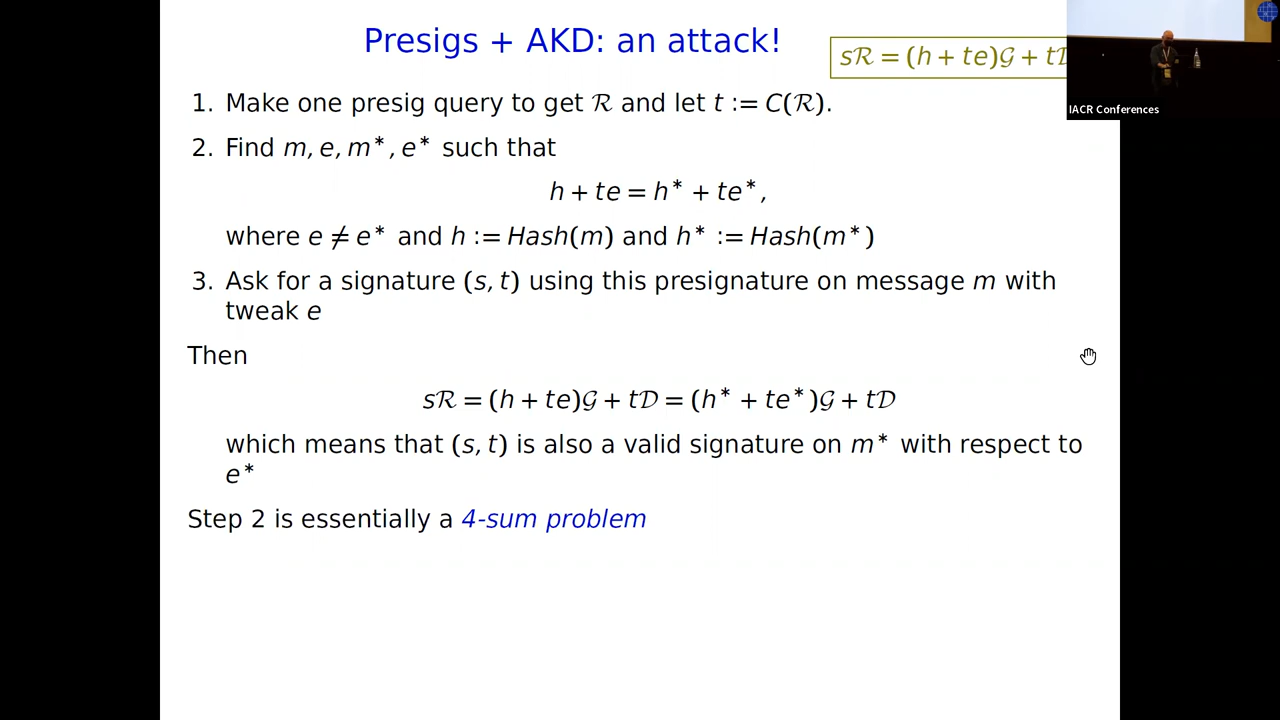 Presigs + AKD: an attack!
sℛ = (h + te)𝒢 + t
1. Make one presig query to get ℛ and let t := C(ℛ).
2. Find m, e, m*, e* such that
h + te = h* + te*,
where e ≠ e* and h := Hash(m) and h* := Hash(m*)
3. Ask for a signature (s, t) using this presignature on message m with
tweak e
Then
sℛ = (h + te)𝒢 + t𝒟 = (h* + te*)𝒢 + t𝒟
which means that (s, t) is also a valid signature on m* with respect to
e*
Step 2 is essentially a 4-sum problem
IACR Conferences